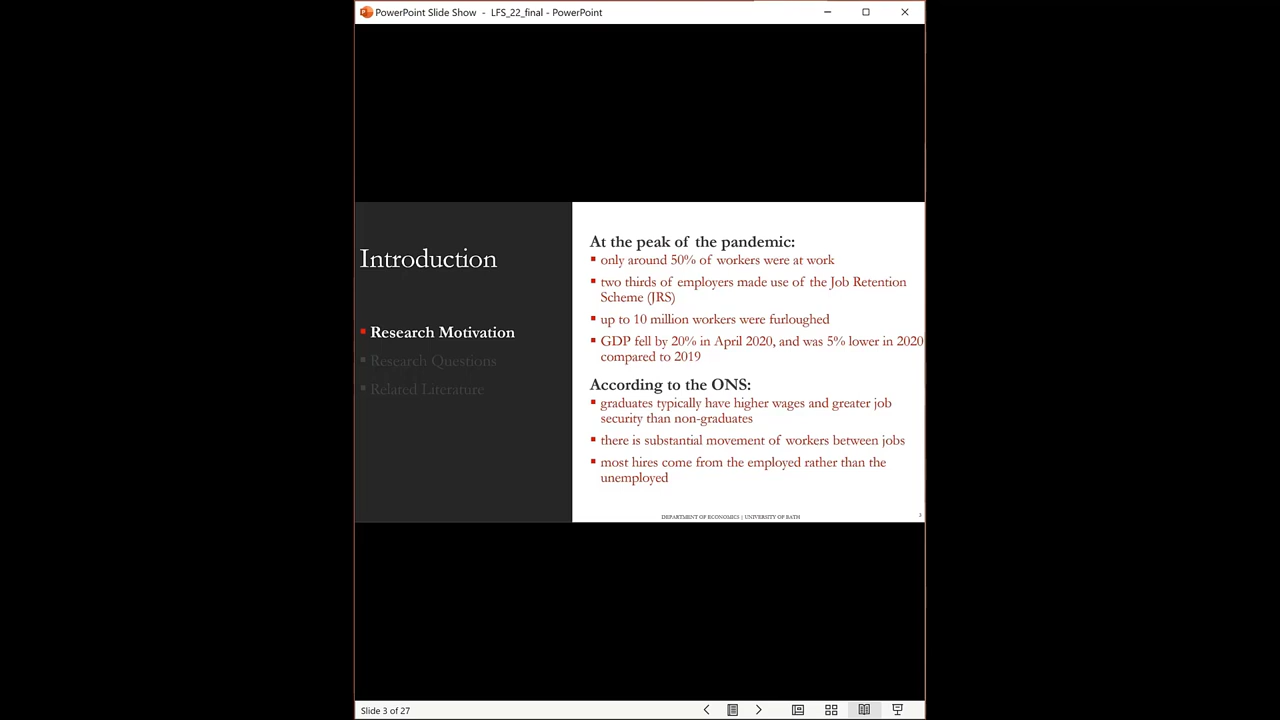 PowerPoint Slide Show - LFS_22_final - PowerPoint
Introduction
Research Motivation
Research Questions
Related Literature
At the peak of the pandemic:
only around 50% of workers were at work
two thirds of employers made use of the Job Retention
Scheme (JRS)
up to 10 million workers were furloughed
GDP fell by 20% in April 2020, and was 5% lower in 2020
compared to 2019
According to the ONS:
graduates typically have higher wages and greater job
security than non-graduates
there is substantial movement of workers between jobs
most hires come from the employed rather than the
unemployed
DEPARTMENT OF ECONOMICS | UNIVERSITY OF BATH
3
Slide 3 of 27